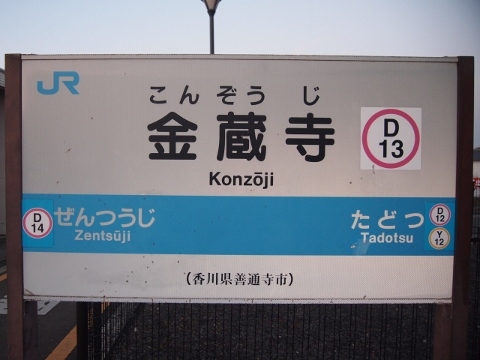 JR
こんぞうじ
金蔵寺
Konzōji
D
13
D
14
ぜんつうじ
Zentsūji
たどつ
Tadotsu
D
12
Y
12
（香川県善通寺市）